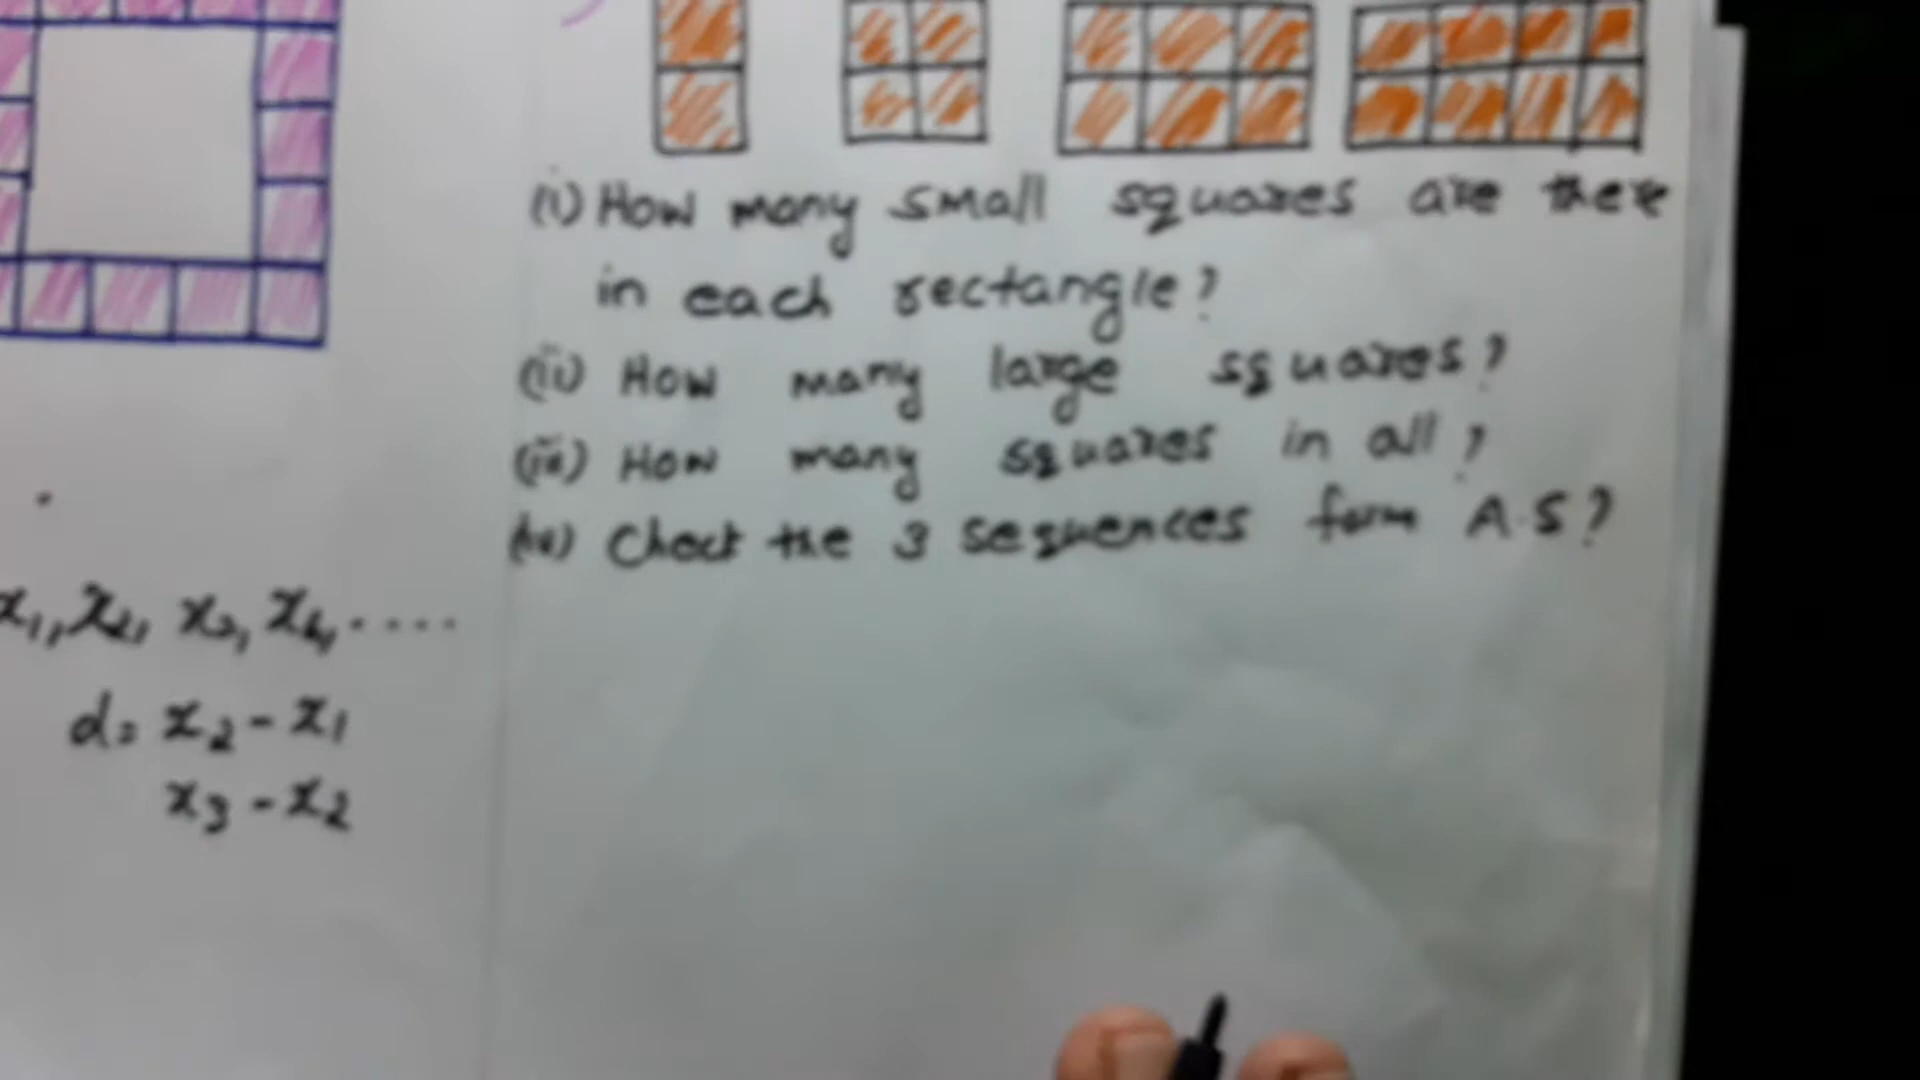 (i) How many small squares are there
in each rectangle?
(ii) How many large squares?
(iii) How many squares in all?
(iv) Check the 3 sequences form A.S?
x₁, x₂, x₃, x₄, ....
d = x₂ - x₁
x₃ - x₂